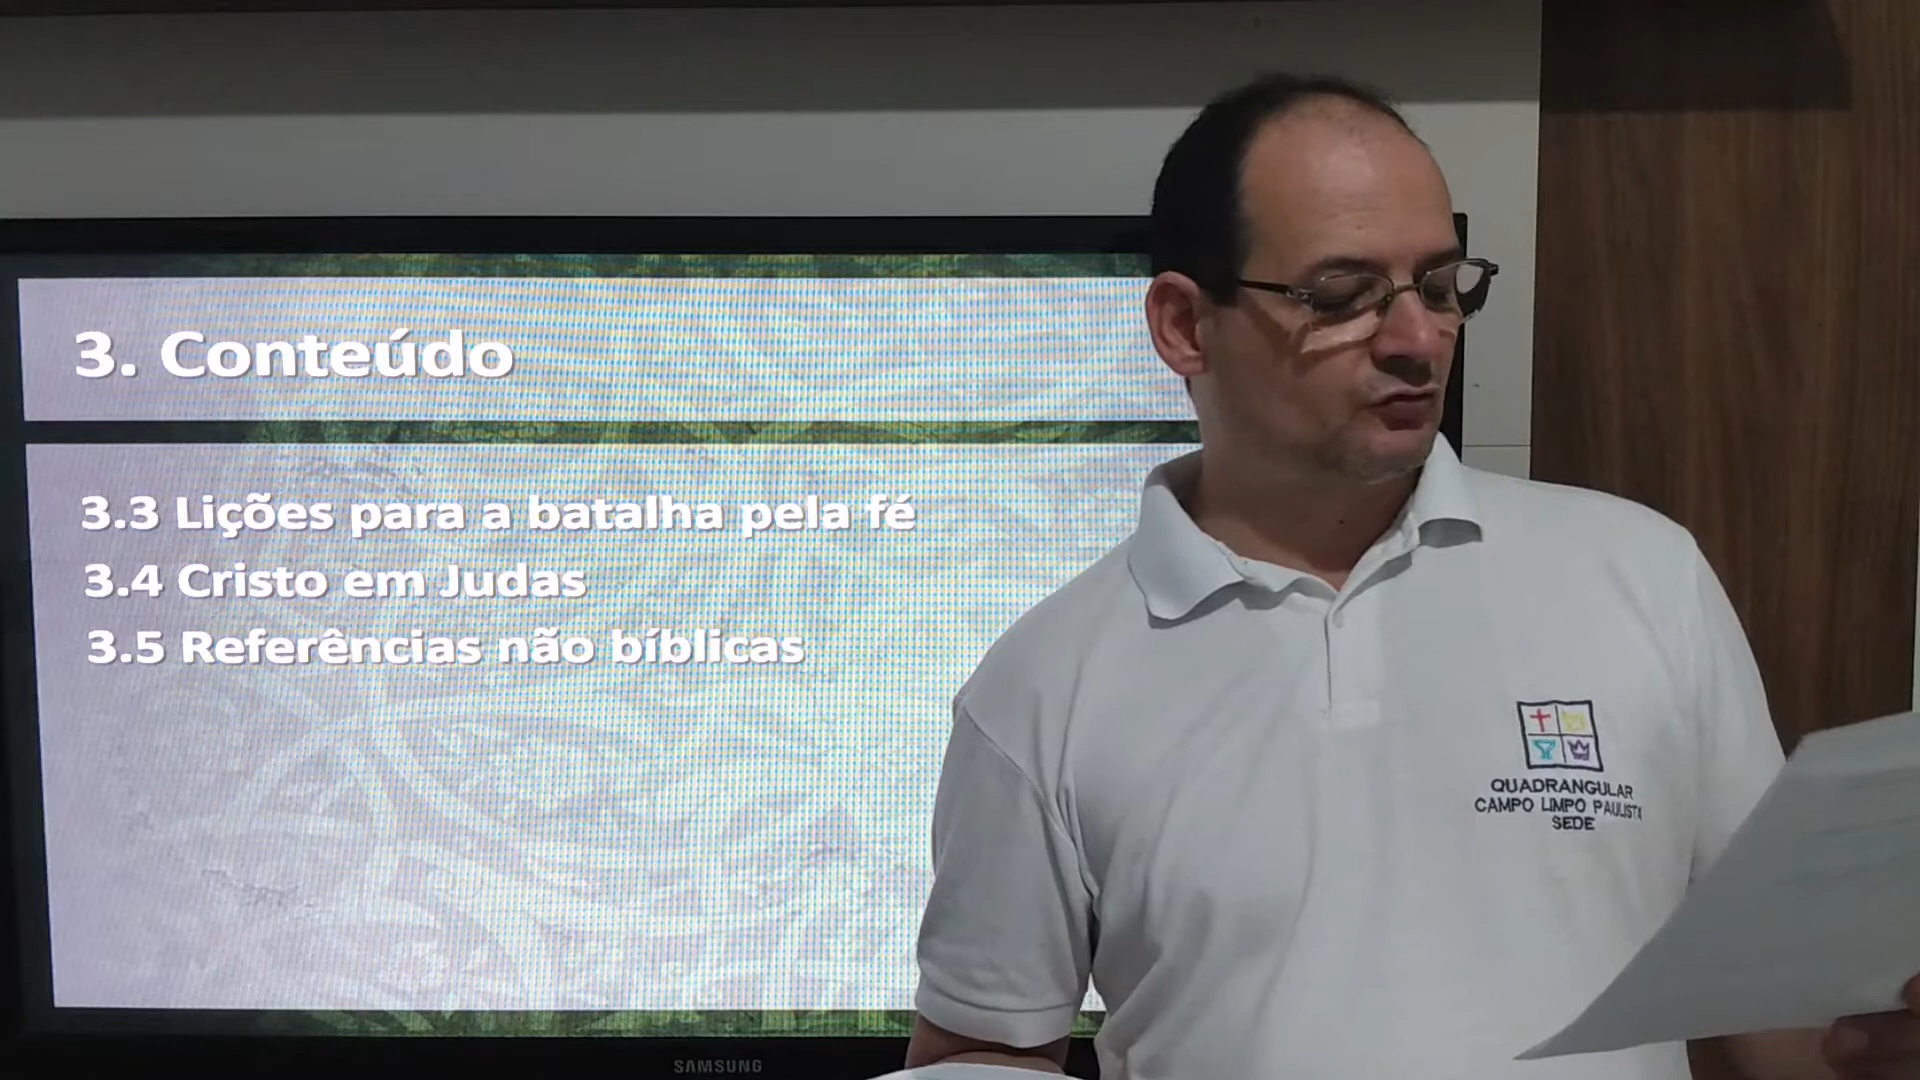 3. Conteúdo
3.3 Lições para a batalha pela fé
3.4 Cristo em Judas
3.5 Referências não bíblicas
QUADRANGULAR
CAMPO LIMPO PAULISTA
SEDE
SAMSUNG